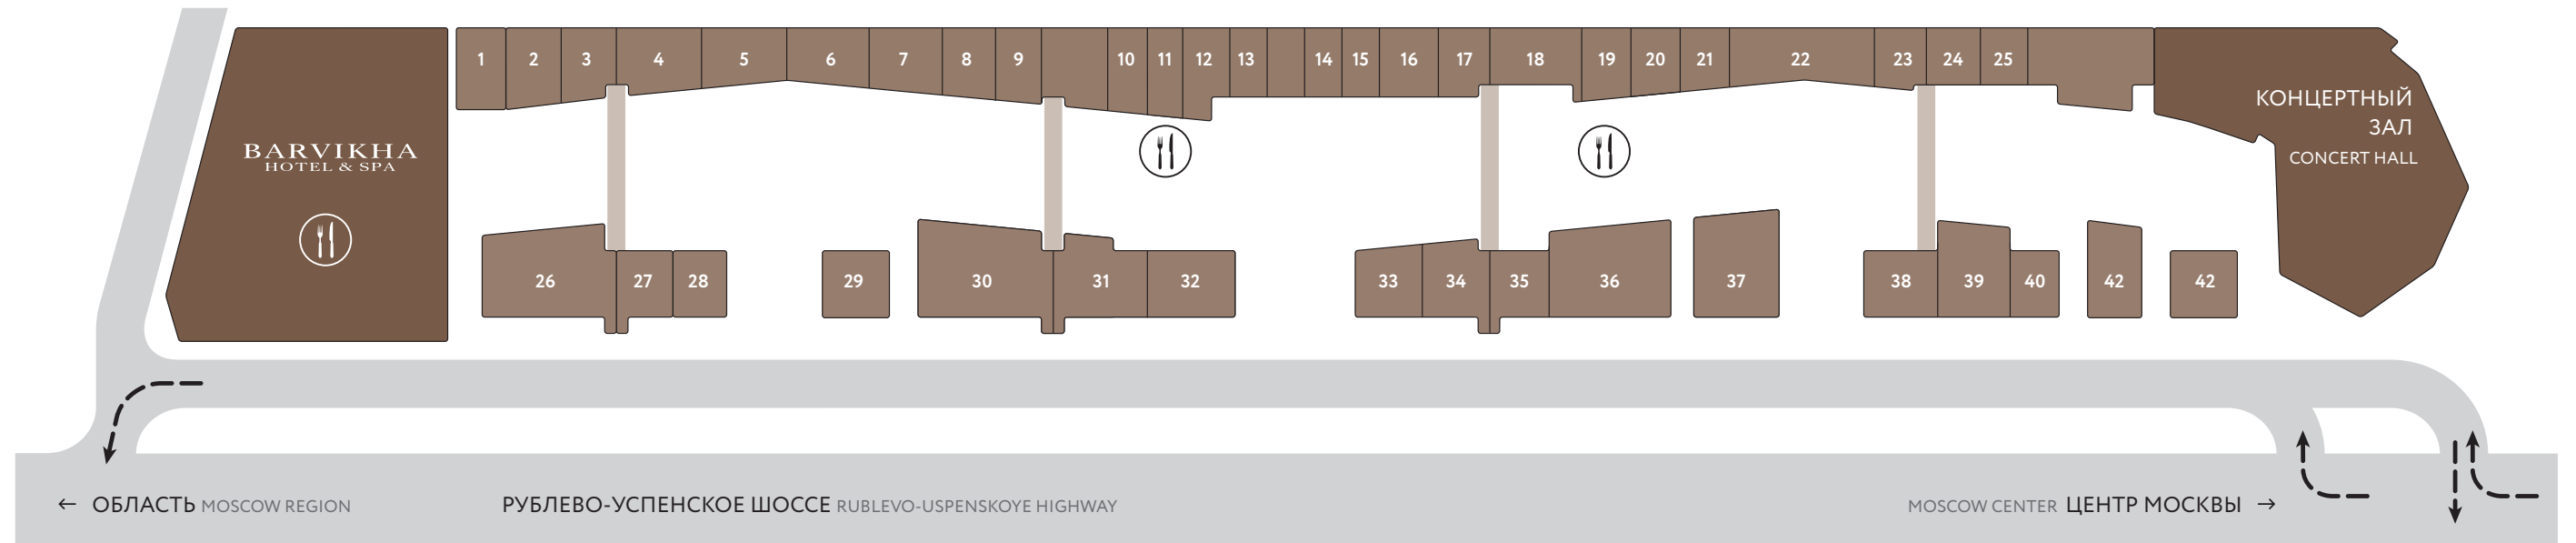 1 2 3 4 5 6 7 8 9 10 11 12 13 14 15 16 17 18 19 20 21 22 23 24 25
КОНЦЕРТНЫЙ
ЗАЛ
CONCERT HALL
BARVIKHA
HOTEL & SPA
26 27 28 29 30 31 32 33 34 35 36 37 38 39 40 42 42
← ОБЛАСТЬ MOSCOW REGION
РУБЛЕВО-УСПЕНСКОЕ ШОССЕ RUBLEVO-USPENSKOYE HIGHWAY
MOSCOW CENTER ЦЕНТР МОСКВЫ →